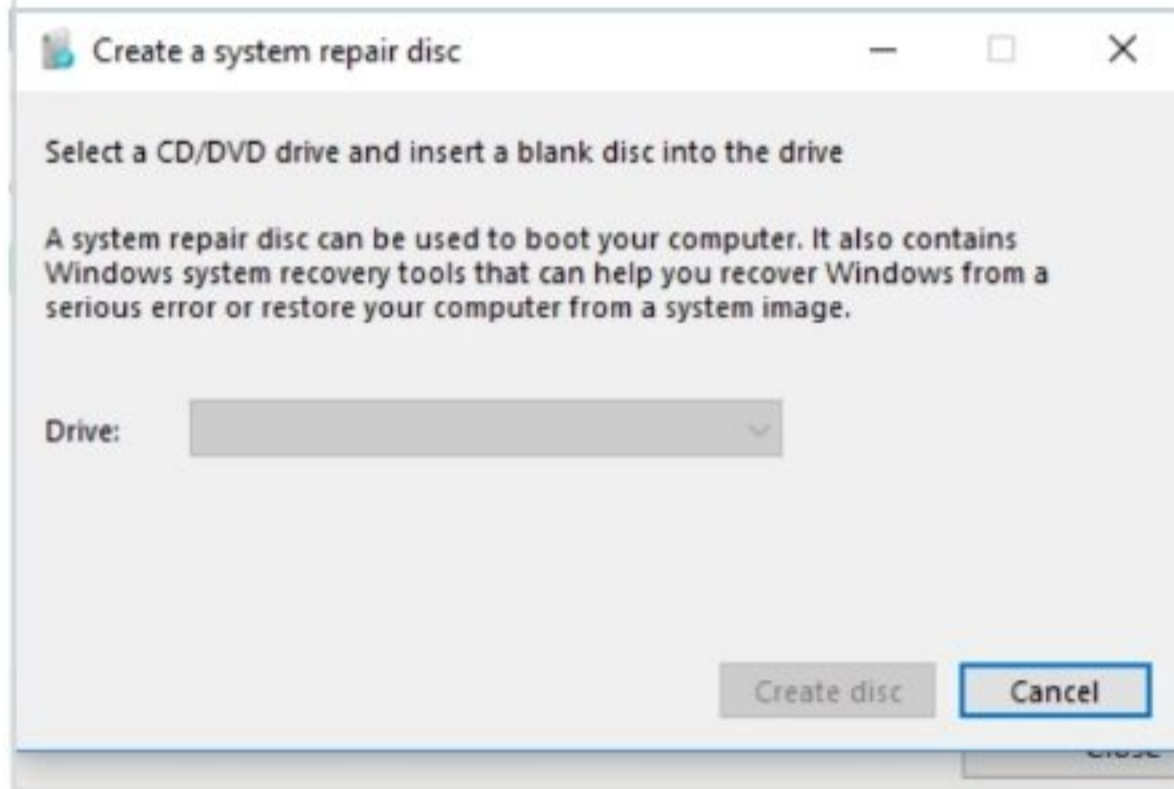 Create a system repair disc
Select a CD/DVD drive and insert a blank disc into the drive
A system repair disc can be used to boot your computer. It also contains
Windows system recovery tools that can help you recover Windows from a
serious error or restore your computer from a system image.
Drive:
Create disc Cancel